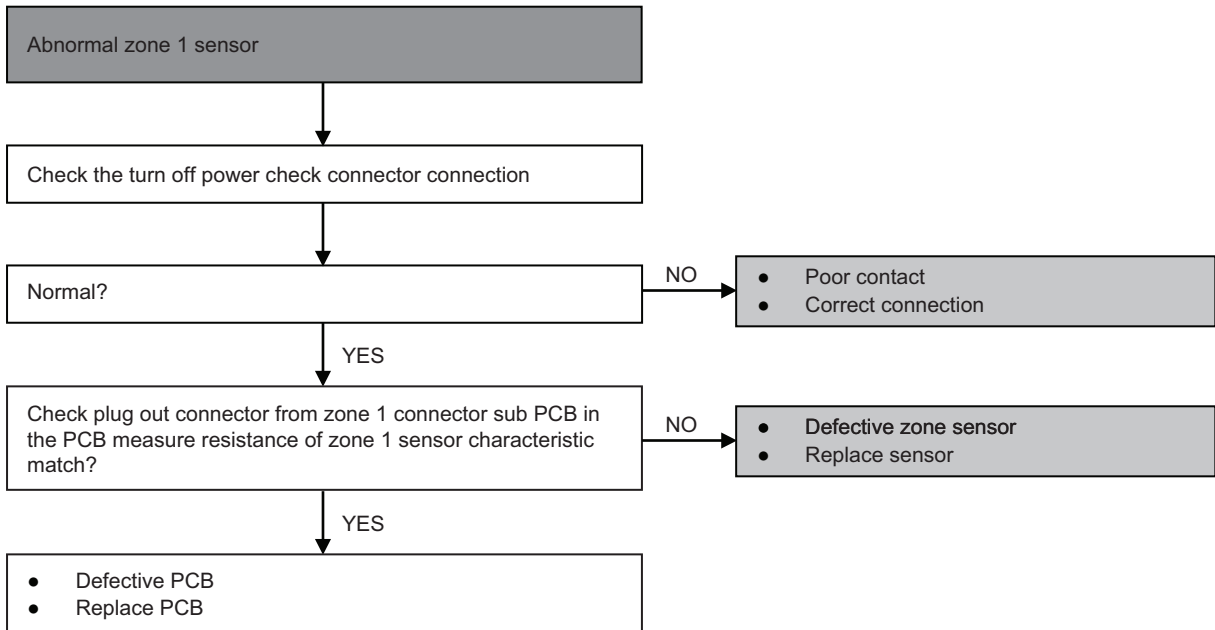 Abnormal zone 1 sensor
Check the turn off power check connector connection
Normal?
NO
● Poor contact
● Correct connection
YES
Check plug out connector from zone 1 connector sub PCB in
the PCB measure resistance of zone 1 sensor characteristic
match?
NO
● Defective zone sensor
● Replace sensor
YES
● Defective PCB
● Replace PCB